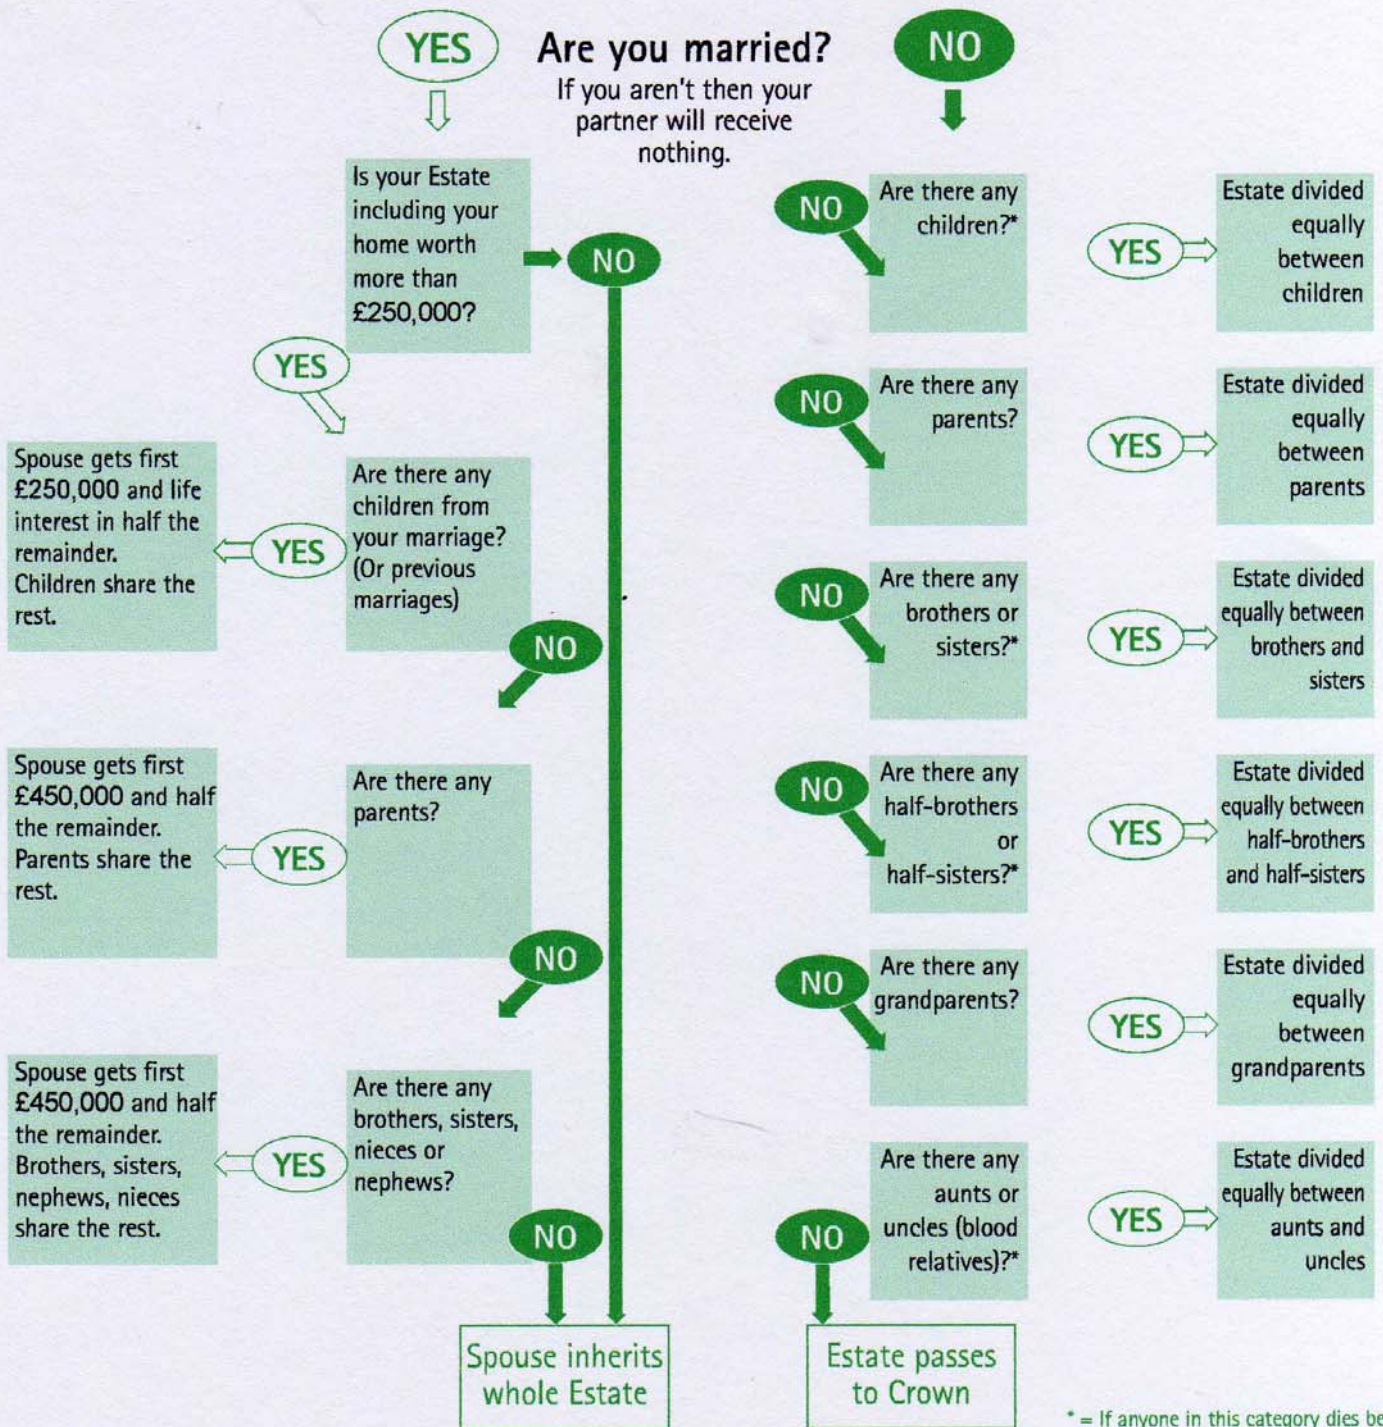 YES
Are you married?
NO
If you aren't then your
partner will receive
nothing.
Is your Estate
including your
home worth
more than
£250,000?
NO
YES
Are there any
children from
your marriage?
(Or previous
marriages)
YES
Spouse gets first
£250,000 and life
interest in half the
remainder.
Children share the
rest.
NO
Are there any
parents?
YES
Spouse gets first
£450,000 and half
the remainder.
Parents share the
rest.
NO
Are there any
brothers, sisters,
nieces or
nephews?
YES
Spouse gets first
£450,000 and half
the remainder.
Brothers, sisters,
nephews, nieces
share the rest.
NO
Spouse inherits
whole Estate
Are there any
children?*
YES
Estate divided
equally
between
children
NO
Are there any
parents?
YES
Estate divided
equally
between
parents
NO
Are there any
brothers or
sisters?*
YES
Estate divided
equally between
brothers and
sisters
NO
Are there any
half-brothers
or
half-sisters?*
YES
Estate divided
equally between
half-brothers
and half-sisters
NO
Are there any
grandparents?
YES
Estate divided
equally
between
grandparents
NO
Are there any
aunts or
uncles (blood
relatives)?*
YES
Estate divided
equally between
aunts and
uncles
NO
Estate passes
to Crown
* = If anyone in this category dies be